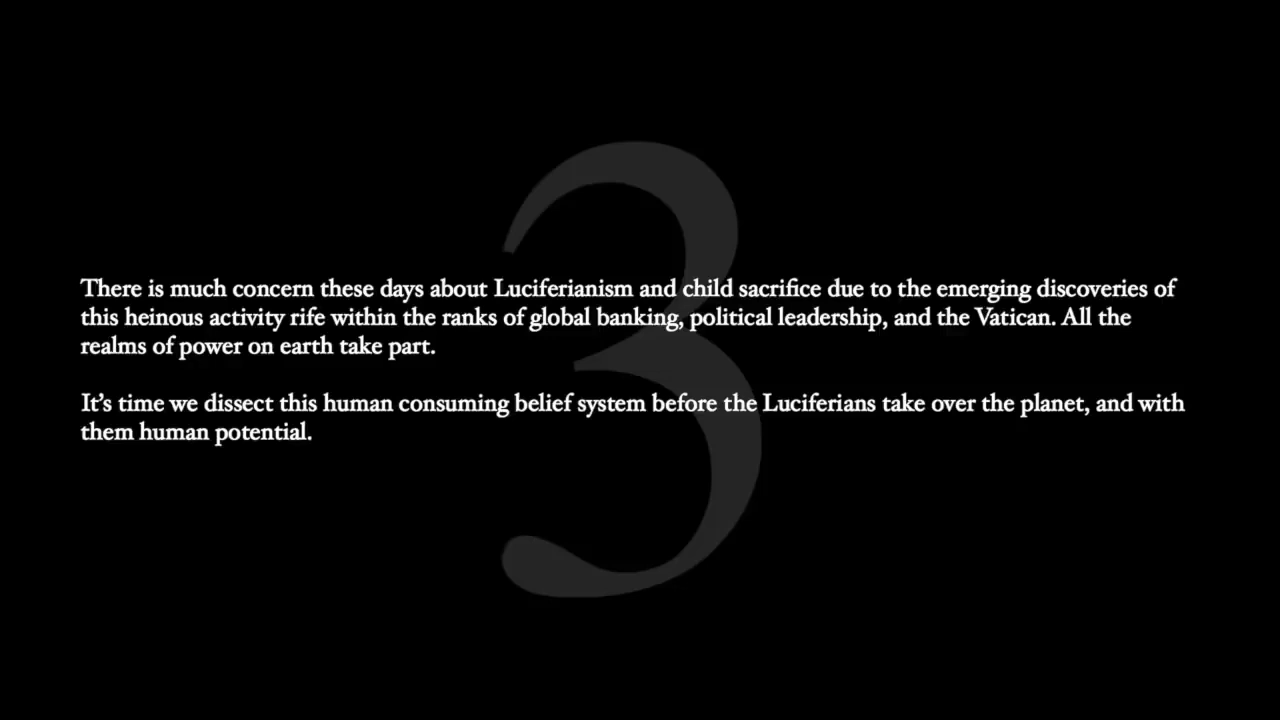 3
There is much concern these days about Luciferianism and child sacrifice due to the emerging discoveries of
this heinous activity rife within the ranks of global banking, political leadership, and the Vatican. All the
realms of power on earth take part.
It’s time we dissect this human consuming belief system before the Luciferians take over the planet, and with
them human potential.